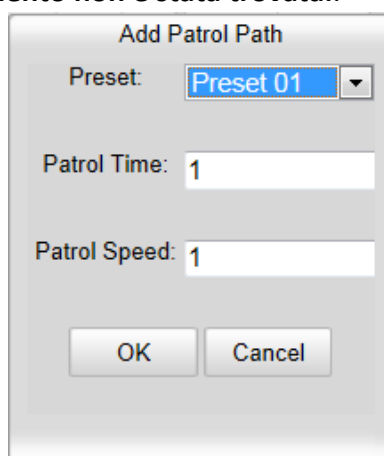 Add Patrol Path
Preset: Preset 01
Patrol Time: 1
Patrol Speed: 1
OK Cancel